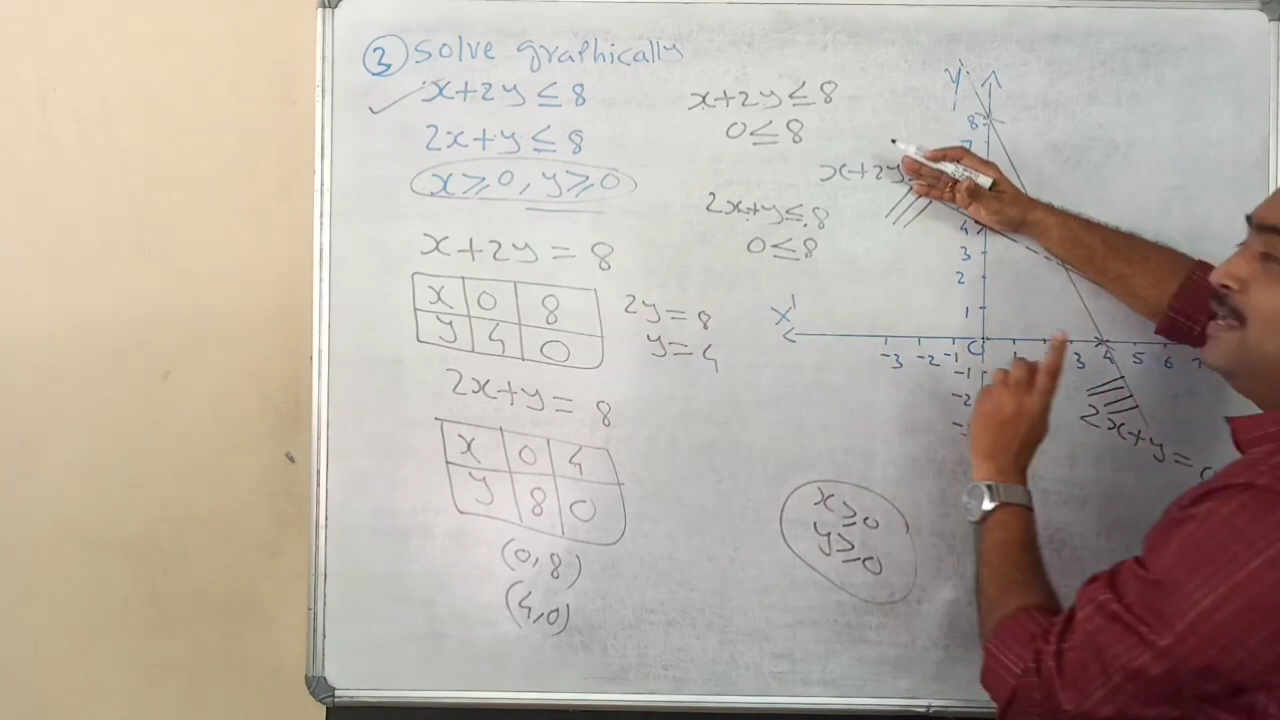 ③ Solve graphically
x+2y ≤ 8
2x+y ≤ 8
x≥0, y≥0
x+2y = 8
x 0 8
y 4 0
2y = 8
y = 4
2x+y = 8
x 0 4
y 8 0
(0,8)
(4,0)
x+2y ≤ 8
0 ≤ 8
x+2y
2x+y ≤ 8
0 ≤ 8
x≥0
y≥0
Y
8
7
4
3
2
1
X'
-3 -2 -1 O 1 3 4 5 6 7
-1
-2
2x+y =